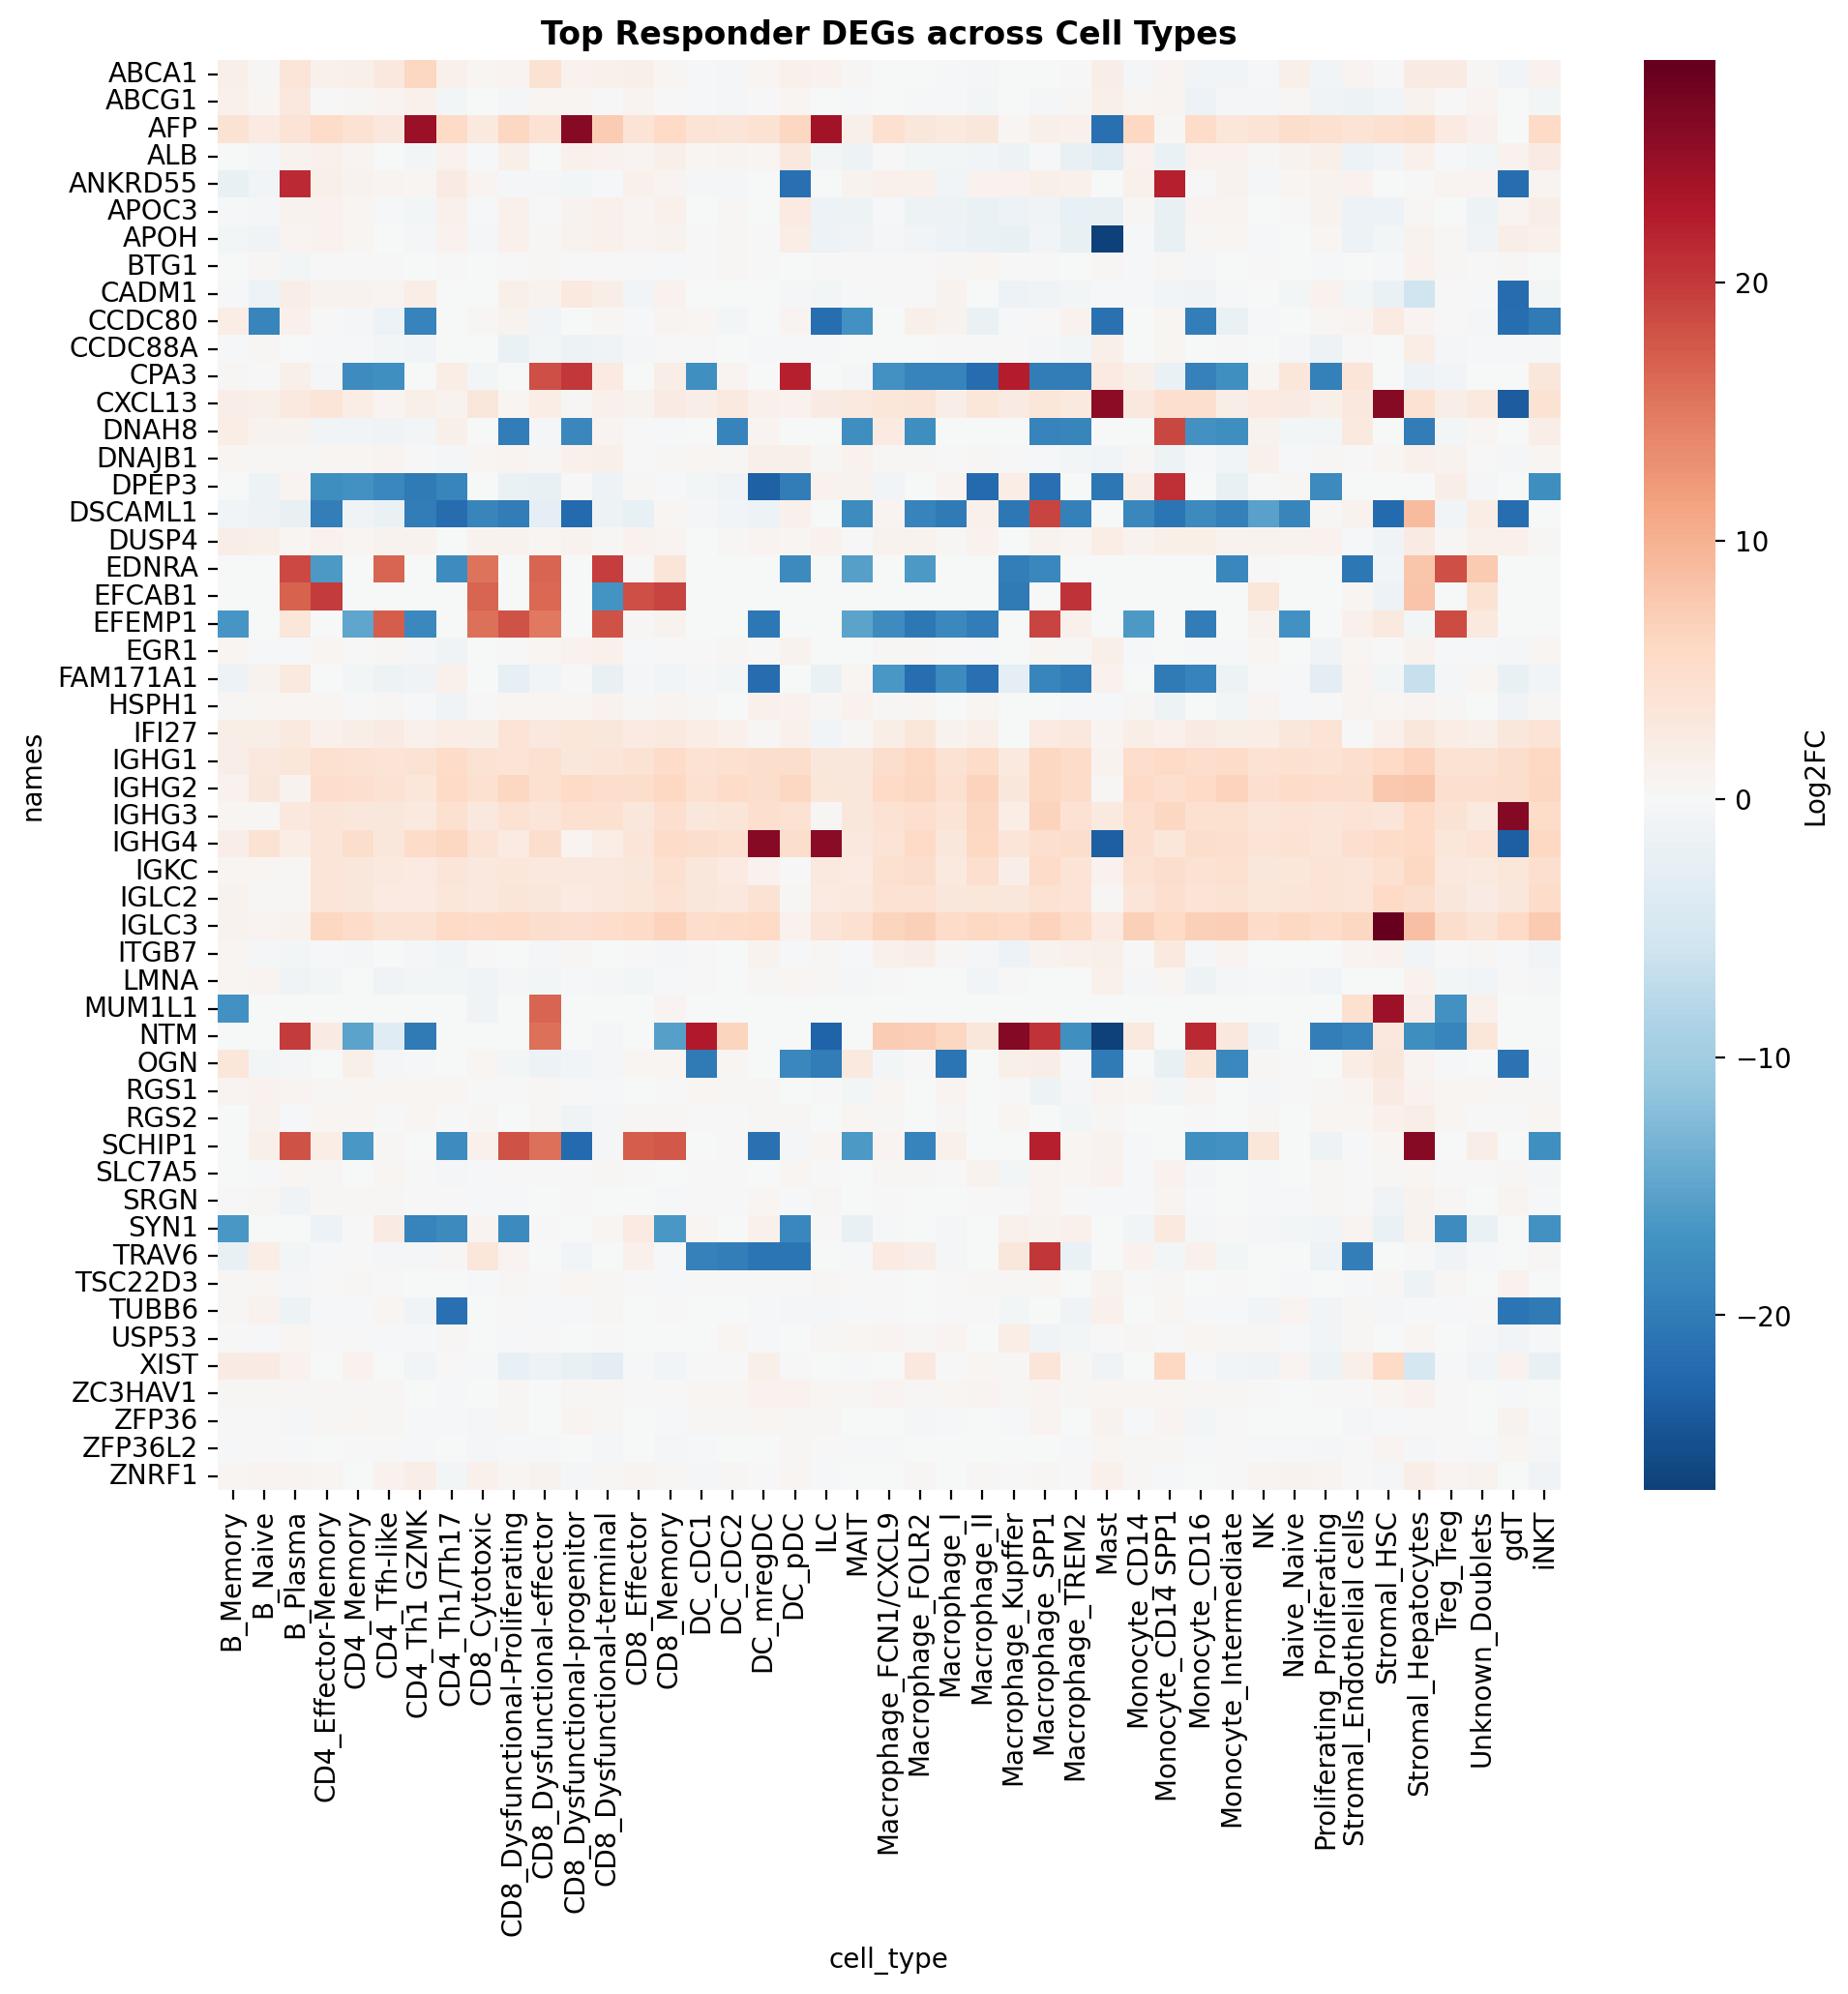 Top Responder DEGs across Cell Types
names
ABCA1
ABCG1
AFP
ALB
ANKRD55
APOC3
APOH
BTG1
CADM1
CCDC80
CCDC88A
CPA3
CXCL13
DNAH8
DNAJB1
DPEP3
DSCAML1
DUSP4
EDNRA
EFCAB1
EFEMP1
EGR1
FAM171A1
HSPH1
IFI27
IGHG1
IGHG2
IGHG3
IGHG4
IGKC
IGLC2
IGLC3
ITGB7
LMNA
MUM1L1
NTM
OGN
RGS1
RGS2
SCHIP1
SLC7A5
SRGN
SYN1
TRAV6
TSC22D3
TUBB6
USP53
XIST
ZC3HAV1
ZFP36
ZFP36L2
ZNRF1
B_Memory
B_Naive
B_Plasma
CD4_Effector-Memory
CD4_Memory
CD4_Tfh-like
CD4_Th1 GZMK
CD4_Th1/Th17
CD8_Cytotoxic
CD8_Dysfunctional-Proliferating
CD8_Dysfunctional-effector
CD8_Dysfunctional-progenitor
CD8_Dysfunctional-terminal
CD8_Effector
CD8_Memory
DC_cDC1
DC_cDC2
DC_mregDC
DC_pDC
ILC
MAIT
Macrophage_FCN1/CXCL9
Macrophage_FOLR2
Macrophage_I
Macrophage_II
Macrophage_Kupffer
Macrophage_SPP1
Macrophage_TREM2
Mast
Monocyte_CD14
Monocyte_CD14 SPP1
Monocyte_CD16
Monocyte_Intermediate
NK
Naive_Naive
Proliferating_Proliferating
Stromal_Endothelial cells
Stromal_HSC
Stromal_Hepatocytes
Treg_Treg
Unknown_Doublets
gdT
iNKT
cell_type
20
10
0
−10
−20
Log2FC